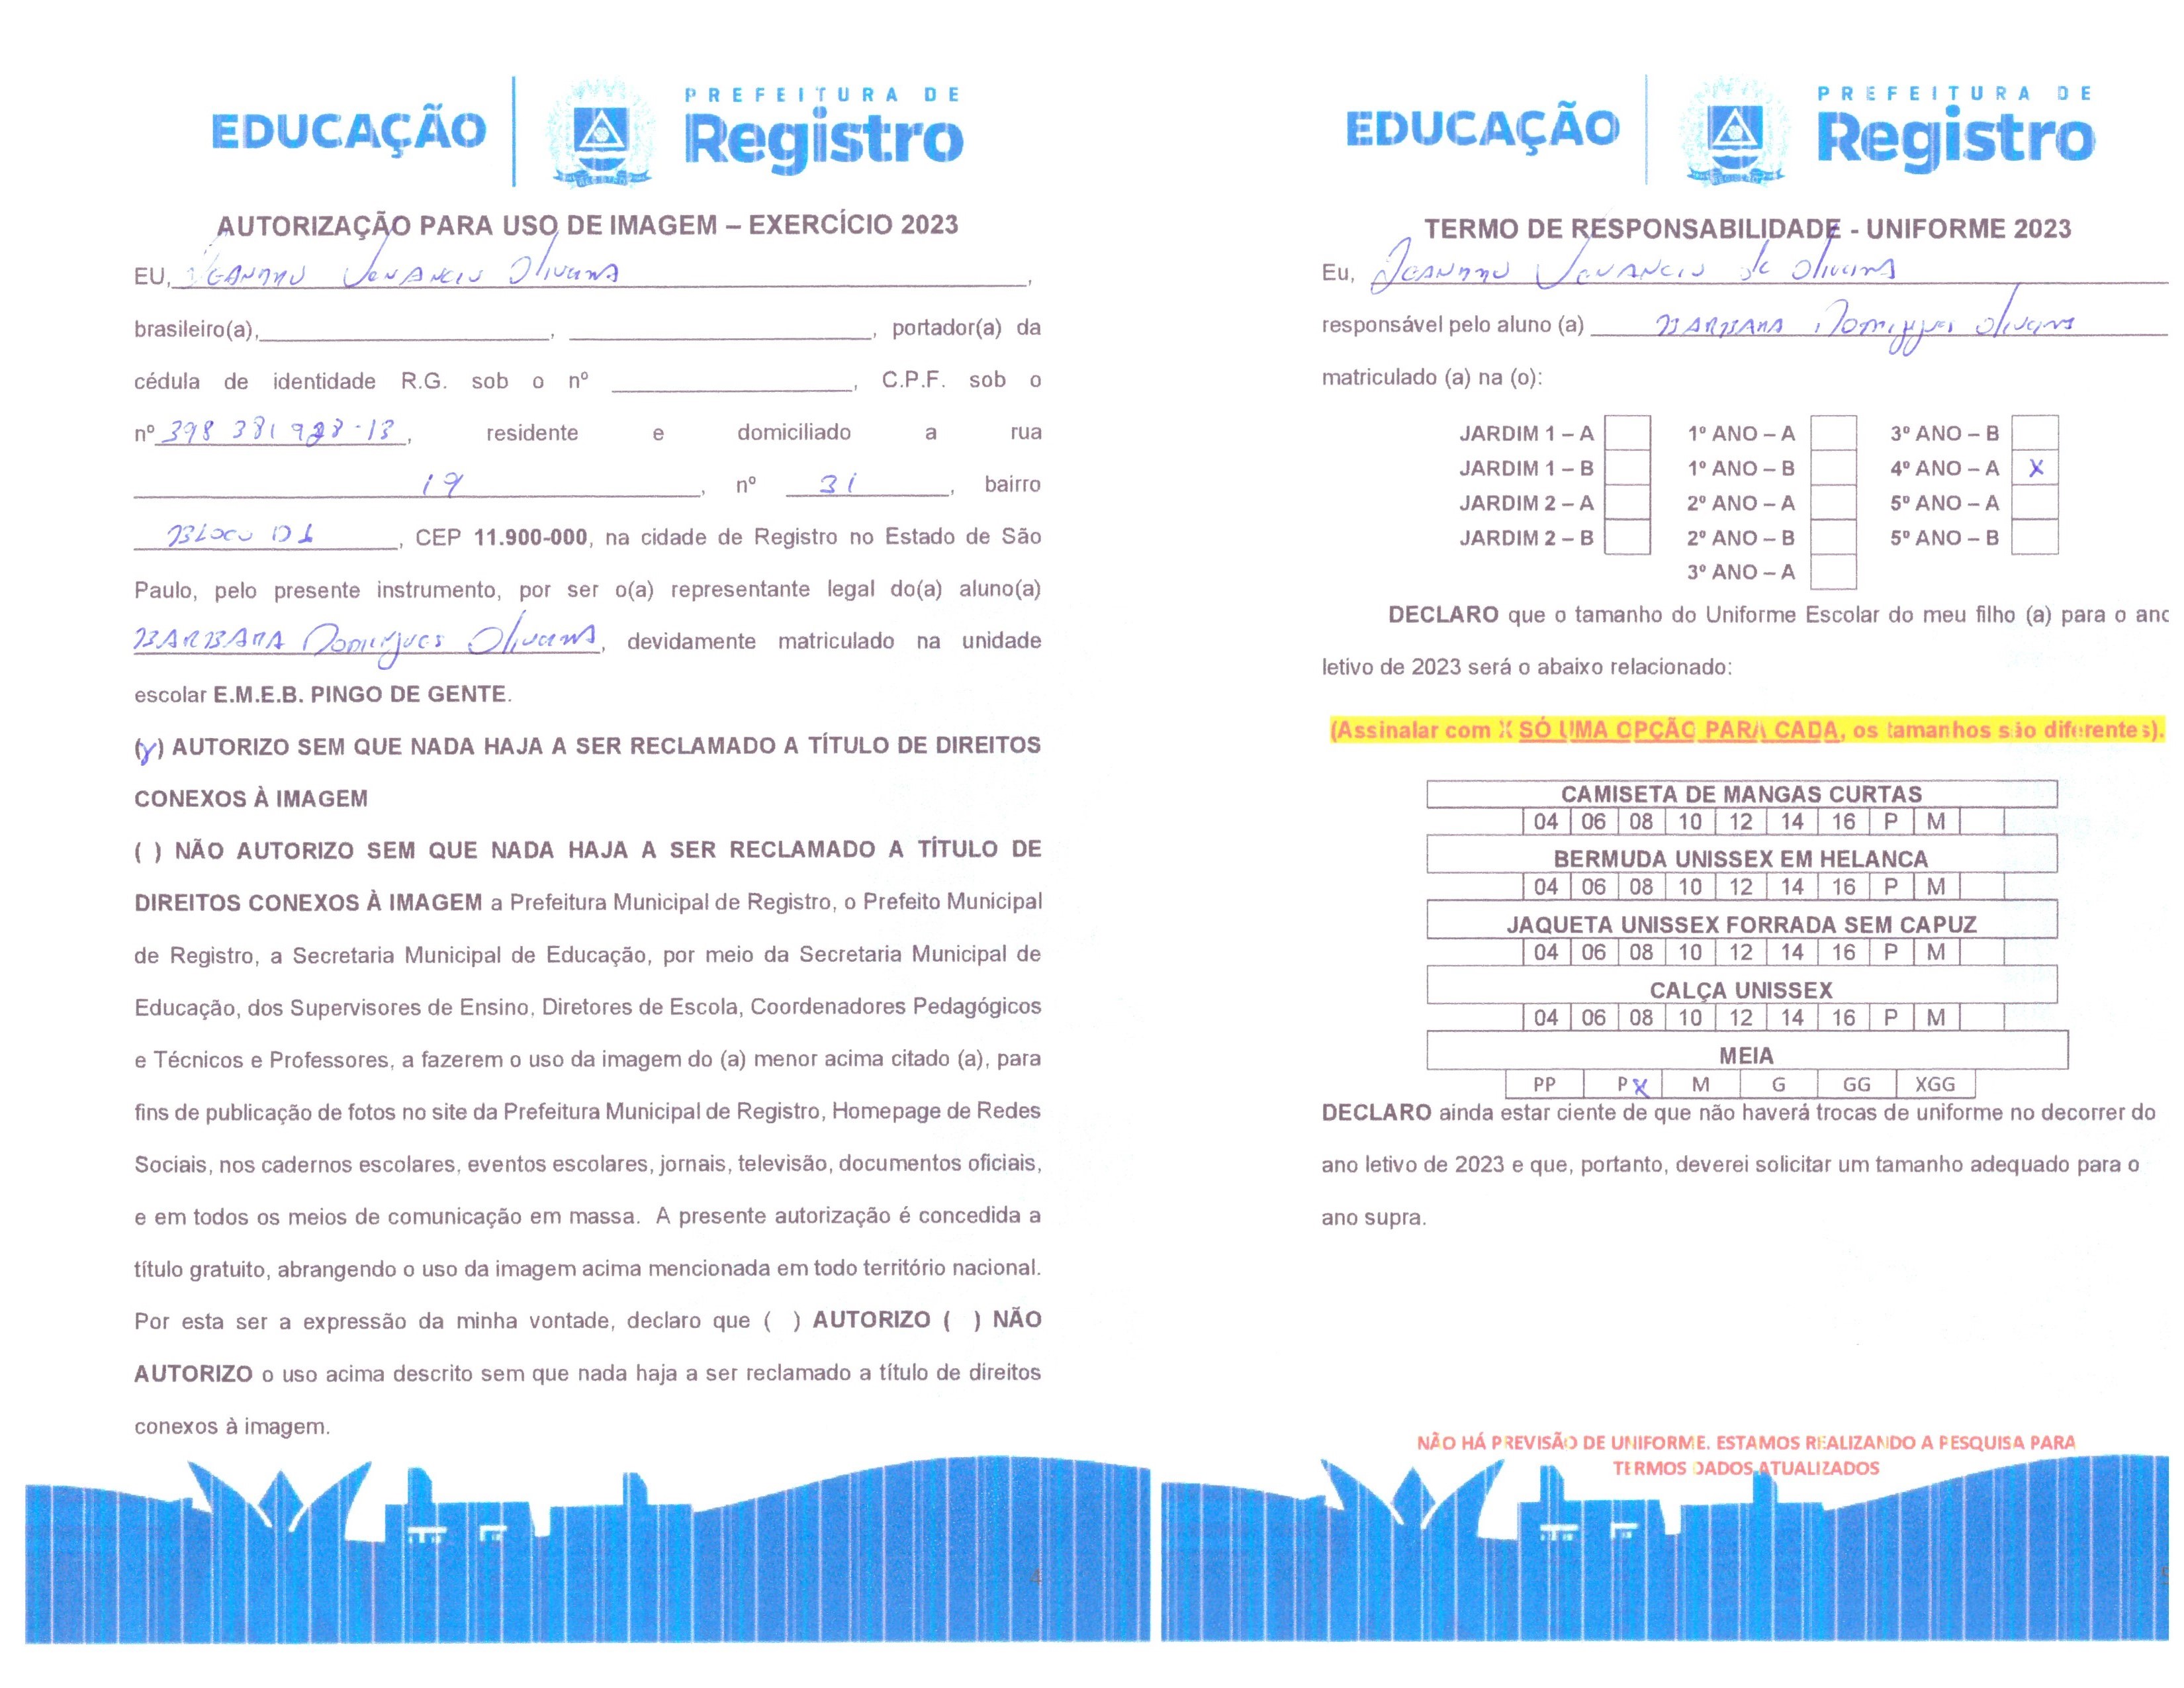 EDUCAÇÃO
PREFEITURA DE
Registro
AUTORIZAÇÃO PARA USO DE IMAGEM – EXERCÍCIO 2023
EU, Oliveira,
brasileiro(a), , , portador(a) da
cédula de identidade R.G. sob o nº , C.P.F. sob o
nº 398 381 928-13, residente e domiciliado a rua
19, nº 31, bairro
Bloco D1, CEP 11.900-000, na cidade de Registro no Estado de São
Paulo, pelo presente instrumento, por ser o(a) representante legal do(a) aluno(a)
BARBARA Domingues Oliveira, devidamente matriculado na unidade
escolar E.M.E.B. PINGO DE GENTE.
(x) AUTORIZO SEM QUE NADA HAJA A SER RECLAMADO A TÍTULO DE DIREITOS
CONEXOS À IMAGEM
( ) NÃO AUTORIZO SEM QUE NADA HAJA A SER RECLAMADO A TÍTULO DE
DIREITOS CONEXOS À IMAGEM a Prefeitura Municipal de Registro, o Prefeito Municipal
de Registro, a Secretaria Municipal de Educação, por meio da Secretaria Municipal de
Educação, dos Supervisores de Ensino, Diretores de Escola, Coordenadores Pedagógicos
e Técnicos e Professores, a fazerem o uso da imagem do (a) menor acima citado (a), para
fins de publicação de fotos no site da Prefeitura Municipal de Registro, Homepage de Redes
Sociais, nos cadernos escolares, eventos escolares, jornais, televisão, documentos oficiais,
e em todos os meios de comunicação em massa. A presente autorização é concedida a
título gratuito, abrangendo o uso da imagem acima mencionada em todo território nacional.
Por esta ser a expressão da minha vontade, declaro que ( ) AUTORIZO ( ) NÃO
AUTORIZO o uso acima descrito sem que nada haja a ser reclamado a título de direitos
conexos à imagem.
EDUCAÇÃO
PREFEITURA DE
Registro
TERMO DE RESPONSABILIDADE - UNIFORME 2023
Eu, de Oliveira
responsável pelo aluno (a) BARBARA Domingues Oliveira
matriculado (a) na (o):
JARDIM 1 – A 1º ANO – A 3º ANO – B
JARDIM 1 – B 1º ANO – B 4º ANO – A X
JARDIM 2 – A 2º ANO – A 5º ANO – A
JARDIM 2 – B 2º ANO – B 5º ANO – B
3º ANO – A
DECLARO que o tamanho do Uniforme Escolar do meu filho (a) para o ano
letivo de 2023 será o abaixo relacionado:
(Assinalar com X SÓ UMA OPÇÃO PARA CADA, os tamanhos são diferentes).
CAMISETA DE MANGAS CURTAS
04 06 08 10 12 14 16 P M
BERMUDA UNISSEX EM HELANCA
04 06 08 10 12 14 16 P M
JAQUETA UNISSEX FORRADA SEM CAPUZ
04 06 08 10 12 14 16 P M
CALÇA UNISSEX
04 06 08 10 12 14 16 P M
MEIA
PP P X M G GG XGG
DECLARO ainda estar ciente de que não haverá trocas de uniforme no decorrer do
ano letivo de 2023 e que, portanto, deverei solicitar um tamanho adequado para o
ano supra.
NÃO HÁ PREVISÃO DE UNIFORME. ESTAMOS REALIZANDO A PESQUISA PARA
TERMOS DADOS ATUALIZADOS